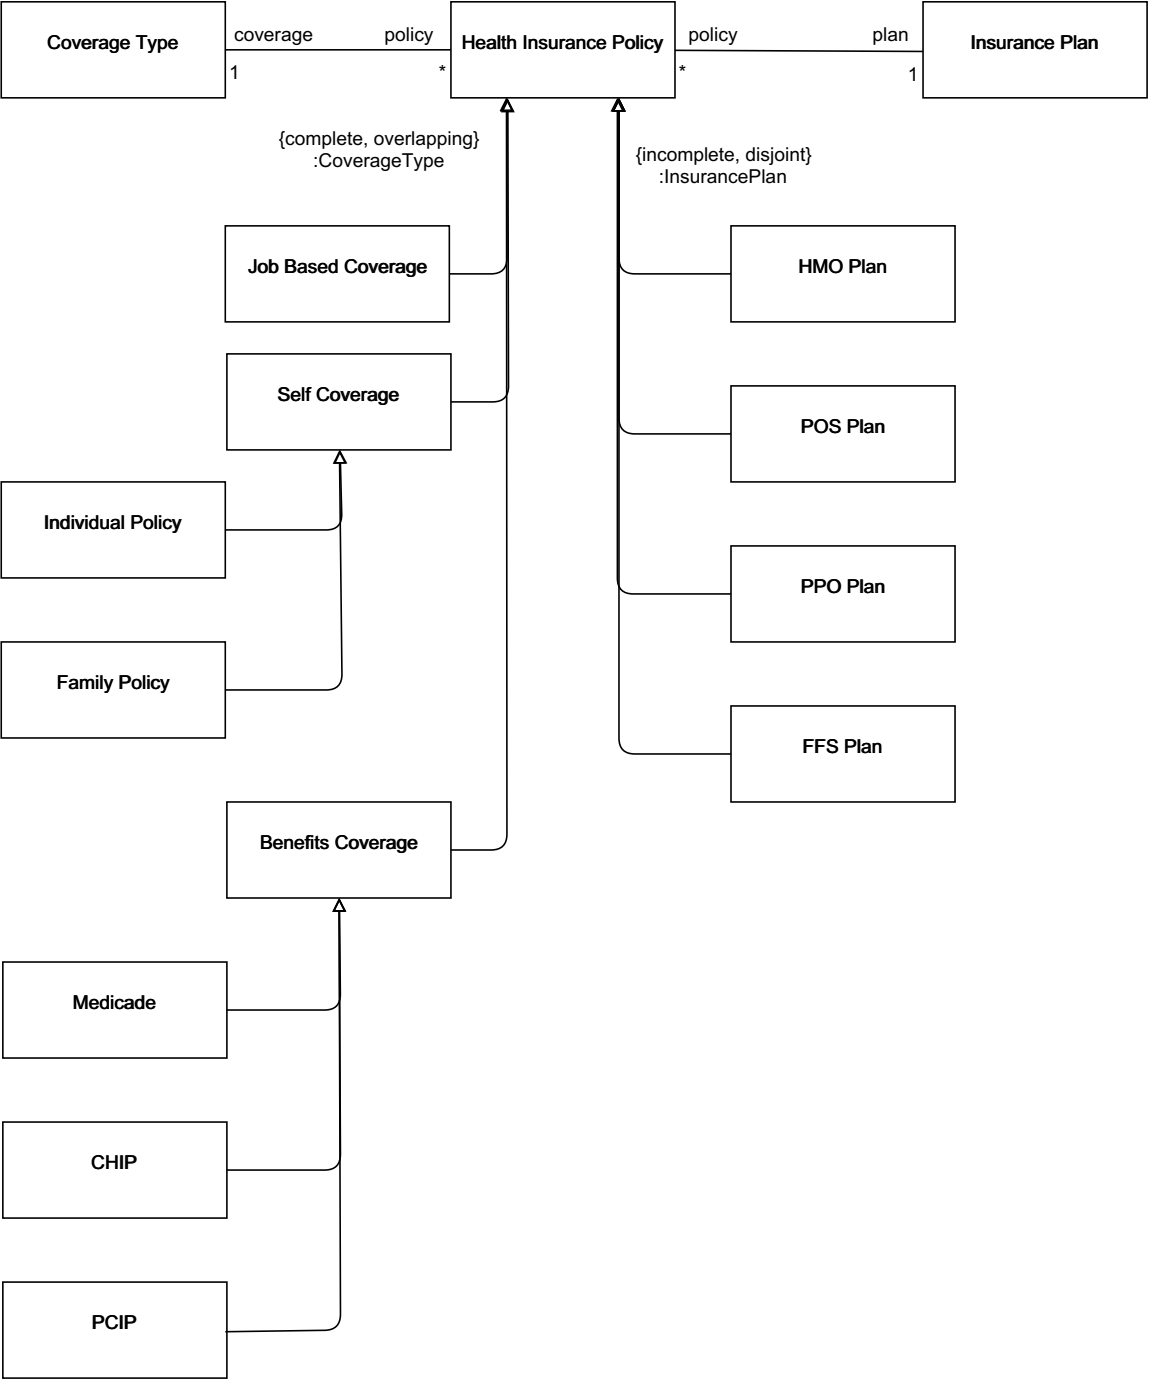 Coverage Type
coverage
policy
Health Insurance Policy
policy
plan
Insurance Plan
1
*
*
1
{complete, overlapping}
:CoverageType
{incomplete, disjoint}
:InsurancePlan
Job Based Coverage
HMO Plan
Self Coverage
POS Plan
Individual Policy
PPO Plan
Family Policy
FFS Plan
Benefits Coverage
Medicade
CHIP
PCIP